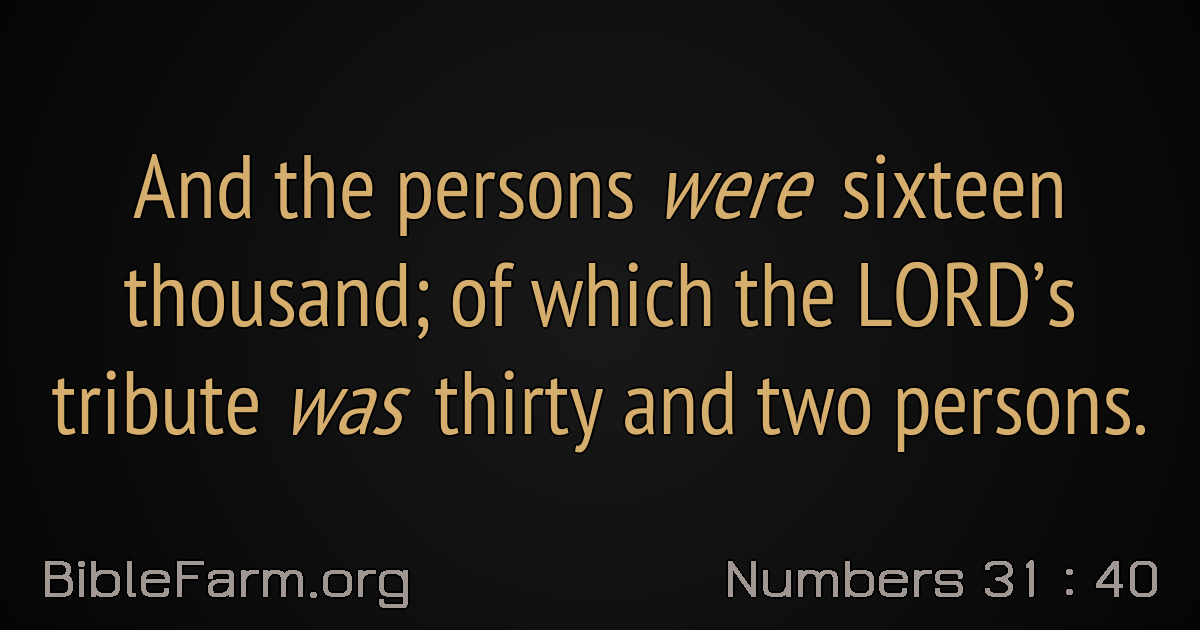 And the persons were sixteen
thousand; of which the LORD’s
tribute was thirty and two persons.
BibleFarm.org
Numbers 31 : 40